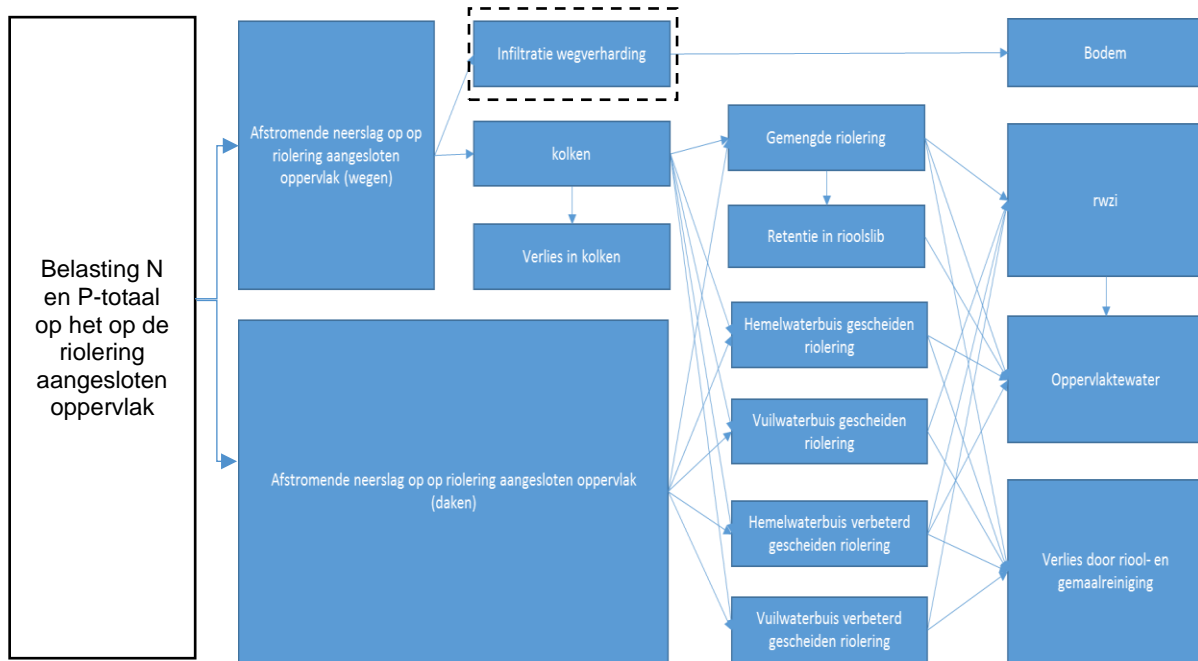 Belasting N
en P-totaal
op het op de
riolering
aangesloten
oppervlak
Afstromende neerslag op op
riolering aangesloten
oppervlak (wegen)
Afstromende neerslag op op riolering aangesloten oppervlak
(daken)
Infiltratie wegverharding
kolken
Verlies in kolken
Gemengde riolering
Retentie in rioolslib
Hemelwaterbuis gescheiden
riolering
Vuilwaterbuis gescheiden
riolering
Hemelwaterbuis verbeterd
gescheiden riolering
Vuilwaterbuis verbeterd
gescheiden riolering
Bodem
rwzi
Oppervlaktewater
Verlies door riool- en
gemaalreiniging